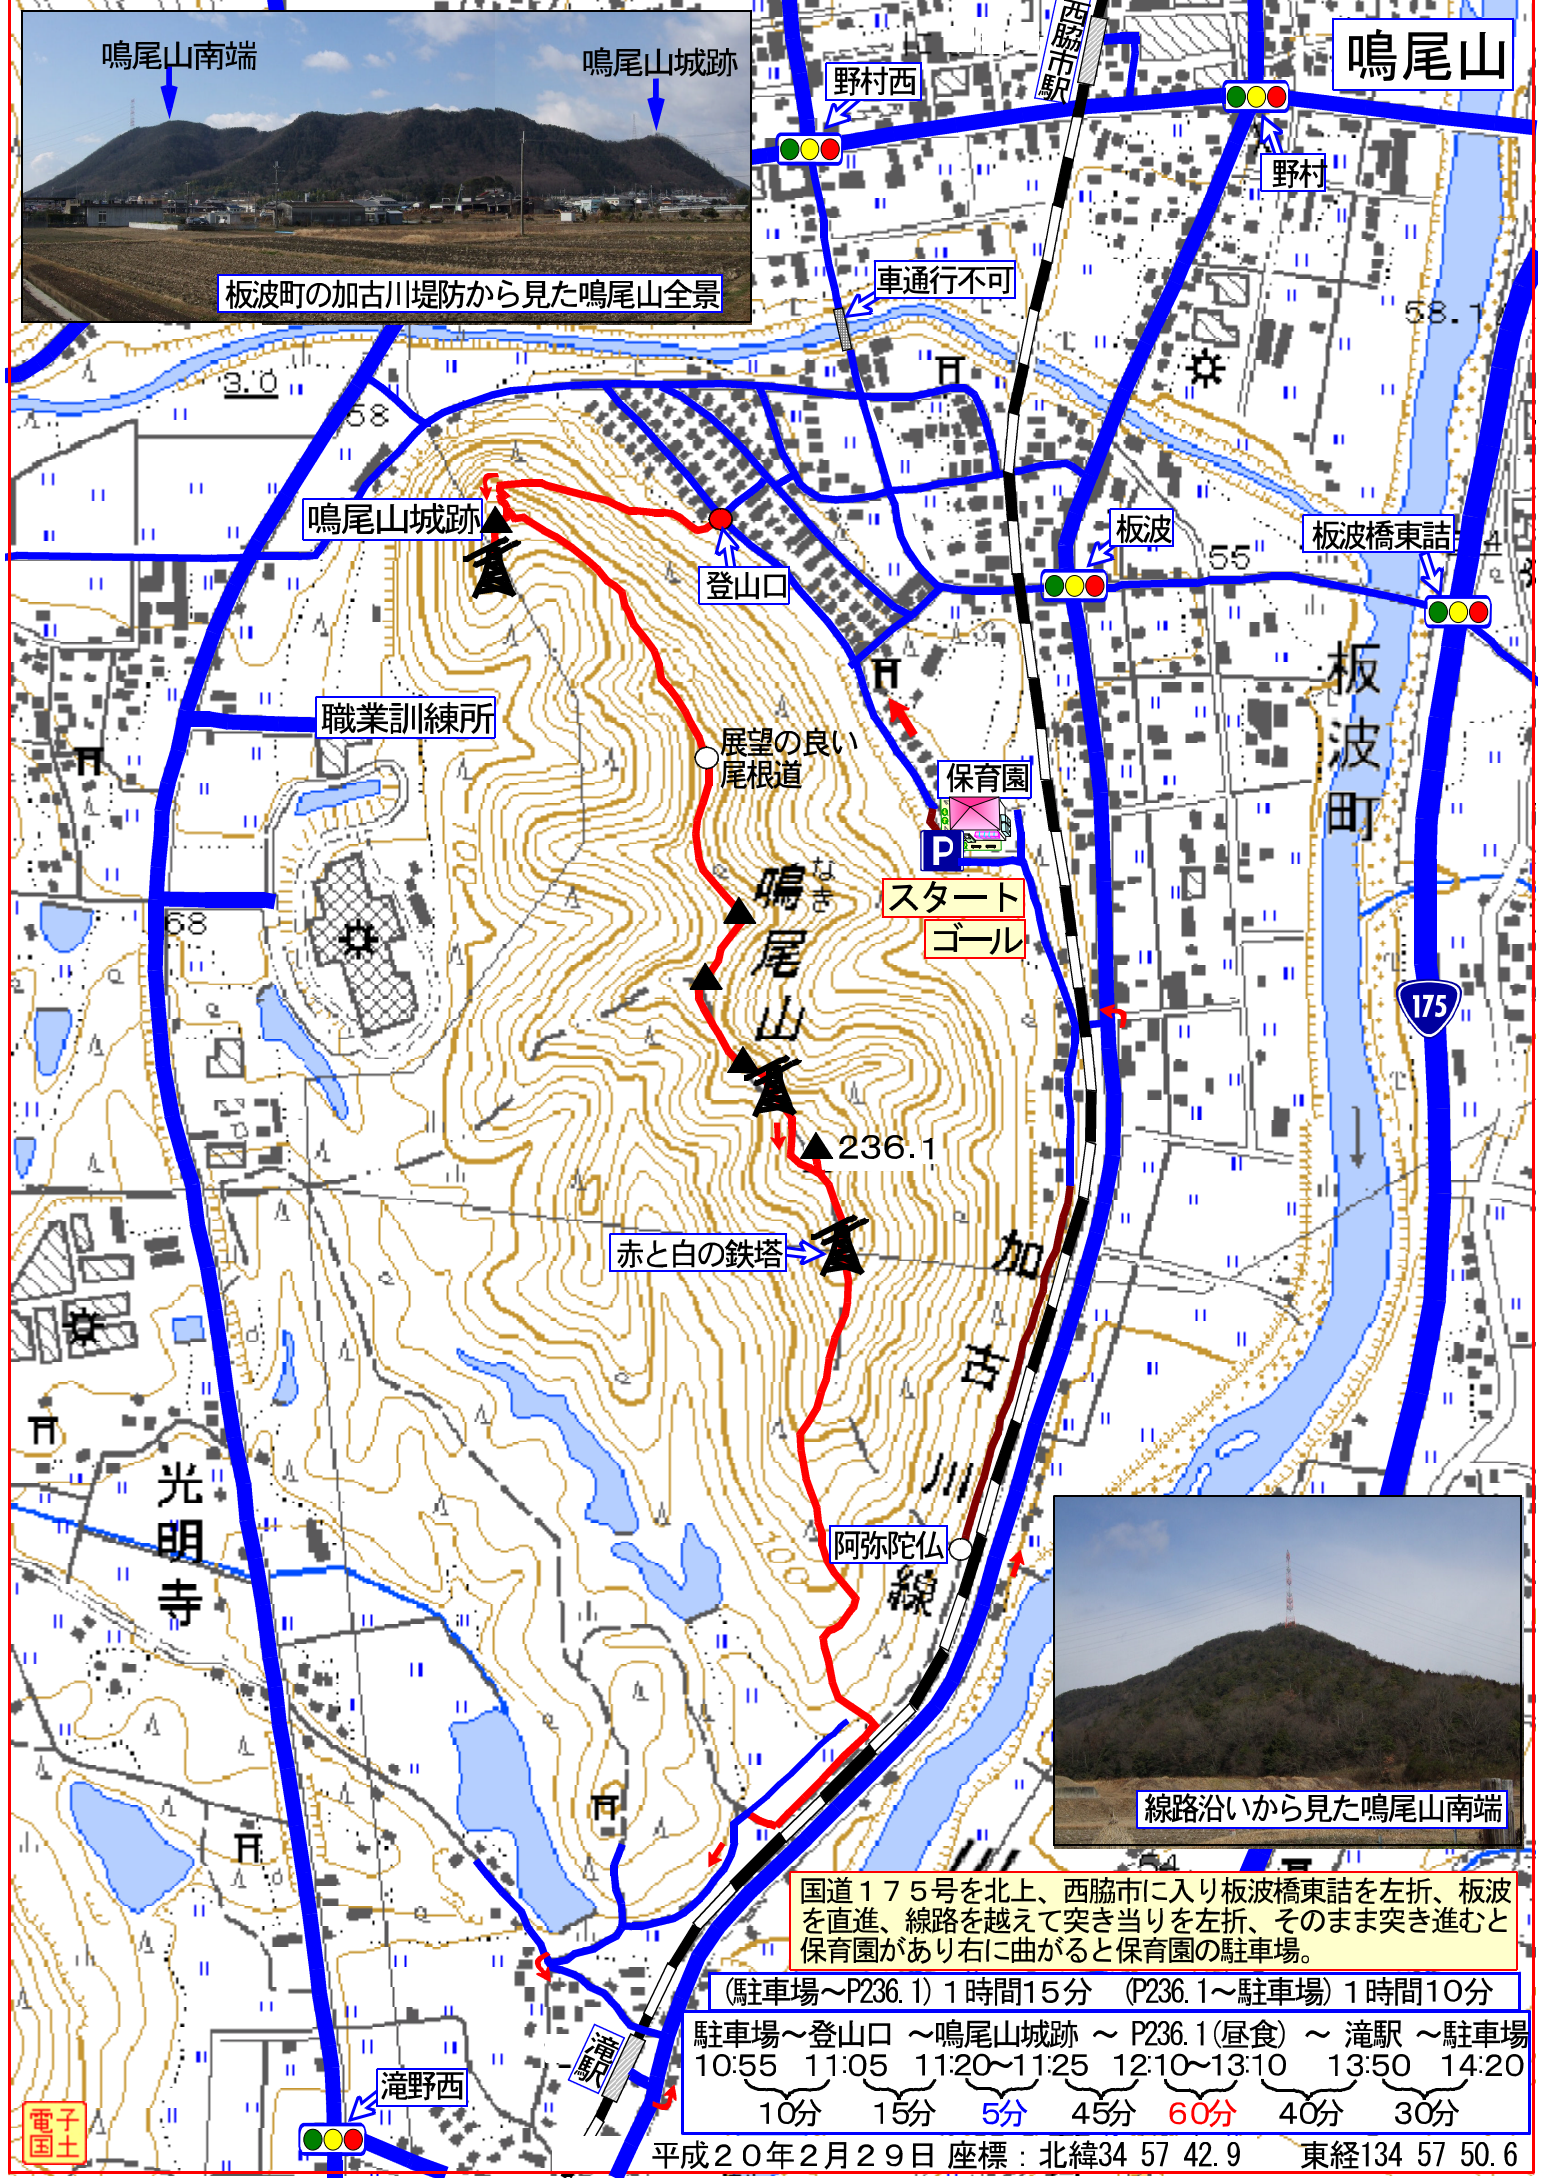 鳴尾山南端
鳴尾山城跡
板波町の加古川堤防から見た鳴尾山全景
西脇市駅
鳴尾山
野村西
野村
車通行不可
58.1
3.0
58
鳴尾山城跡
登山口
板波
55
板波橋東詰
板波町
職業訓練所
展望の良い
尾根道
保育園
P
スタート
ゴール
68
鳴尾山
なき
175
236.1
赤と白の鉄塔
加古川線
光明寺
100
阿弥陀仏
線路沿いから見た鳴尾山南端
54
国道175号を北上、西脇市に入り板波橋東詰を左折、板波
を直進、線路を越えて突き当りを左折、そのまま突き進むと
保育園があり右に曲がると保育園の駐車場。
(駐車場~P236.1)1時間15分 (P236.1~駐車場)1時間10分
駐車場~登山口 ~鳴尾山城跡 ~ P236.1(昼食) ~ 滝駅 ~駐車場
10:55 11:05 11:20~11:25 12:10~13:10 13:50 14:20
10分 15分 5分 45分 60分 40分 30分
滝駅
滝野西
電子
国土
平成20年2月29日 座標:北緯34 57 42.9 東経134 57 50.6